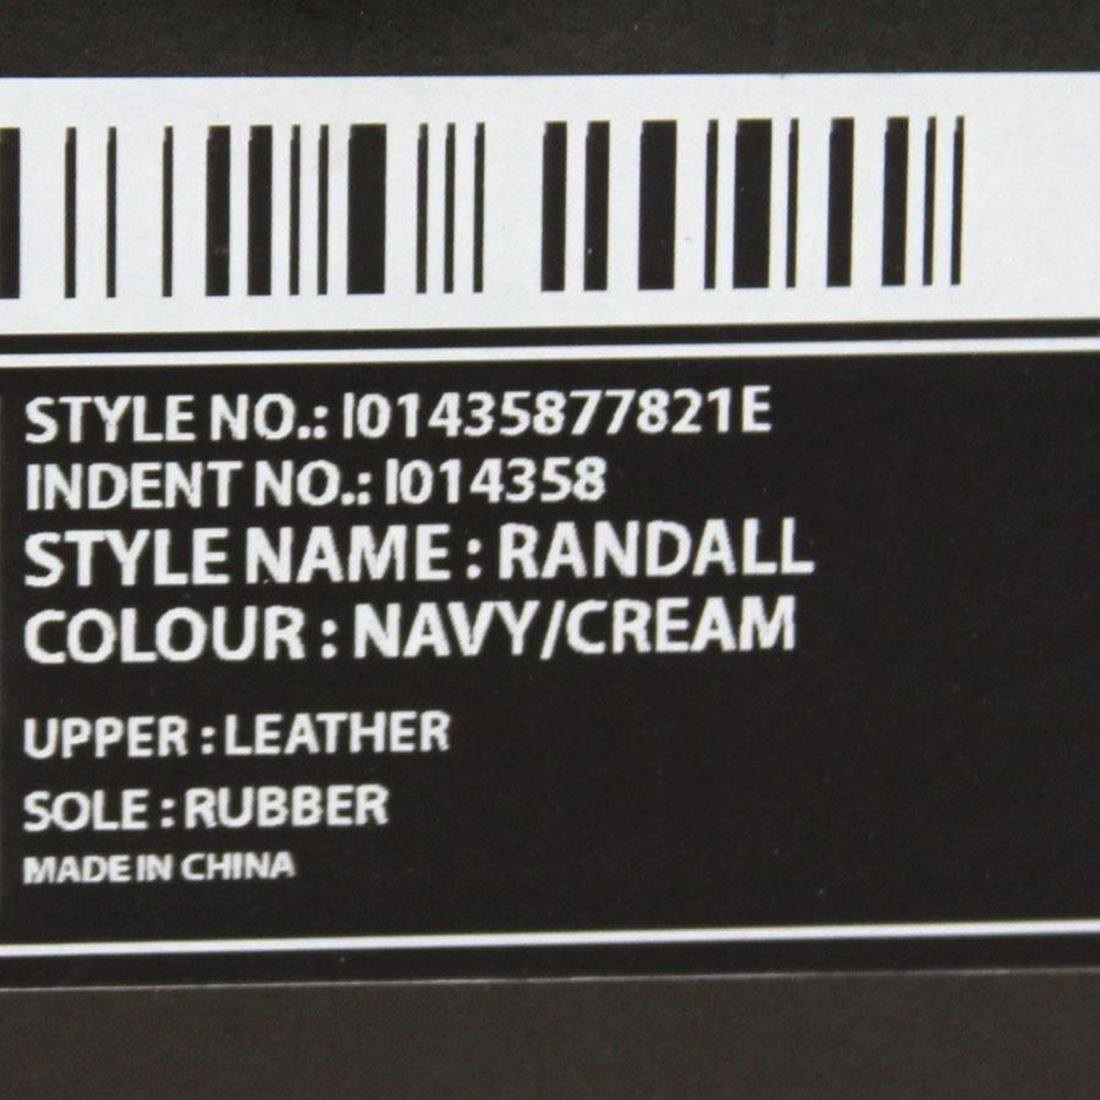 STYLE NO.: I01435877821E
INDENT NO.: I014358
STYLE NAME : RANDALL
COLOUR : NAVY/CREAM
UPPER : LEATHER
SOLE : RUBBER
MADE IN CHINA